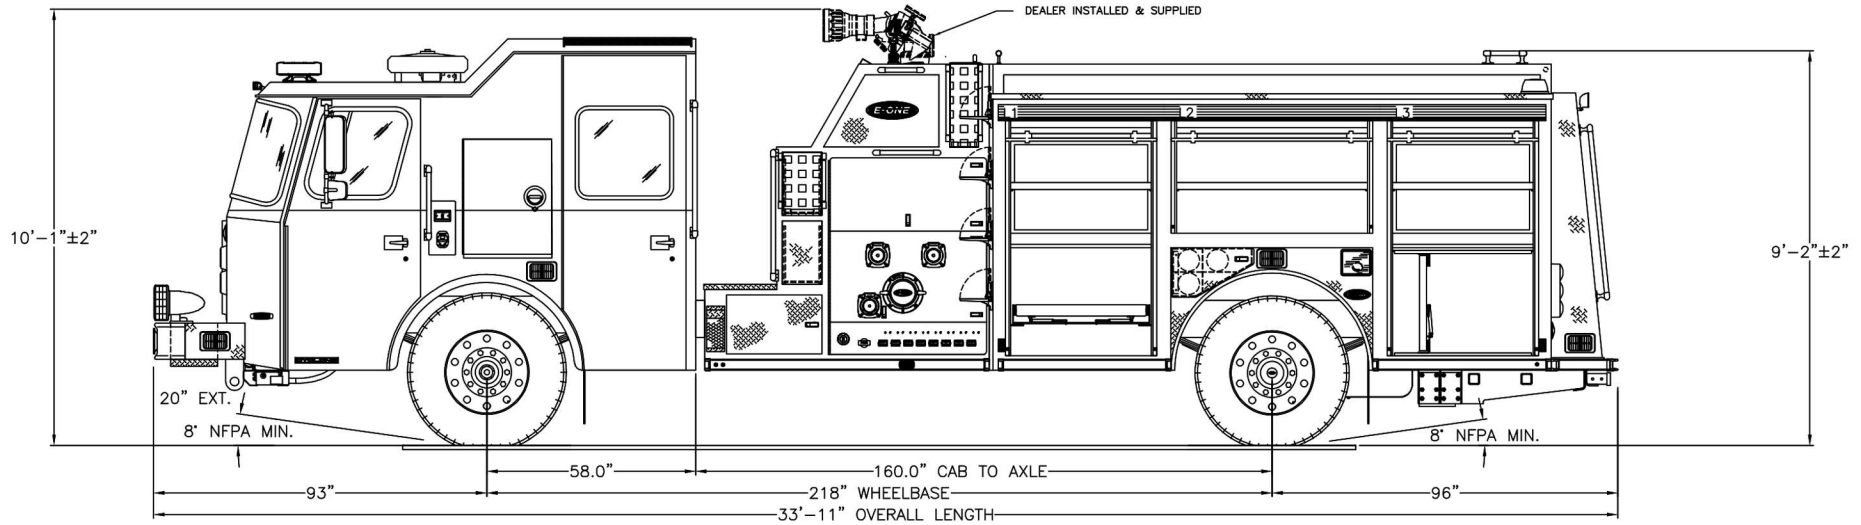 DEALER INSTALLED & SUPPLIED
E-ONE
1
2
3
10'-1"±2"
9'-2"±2"
20" EXT.
8° NFPA MIN.
8° NFPA MIN.
58.0"
160.0" CAB TO AXLE
93"
218" WHEELBASE
96"
33'-11" OVERALL LENGTH